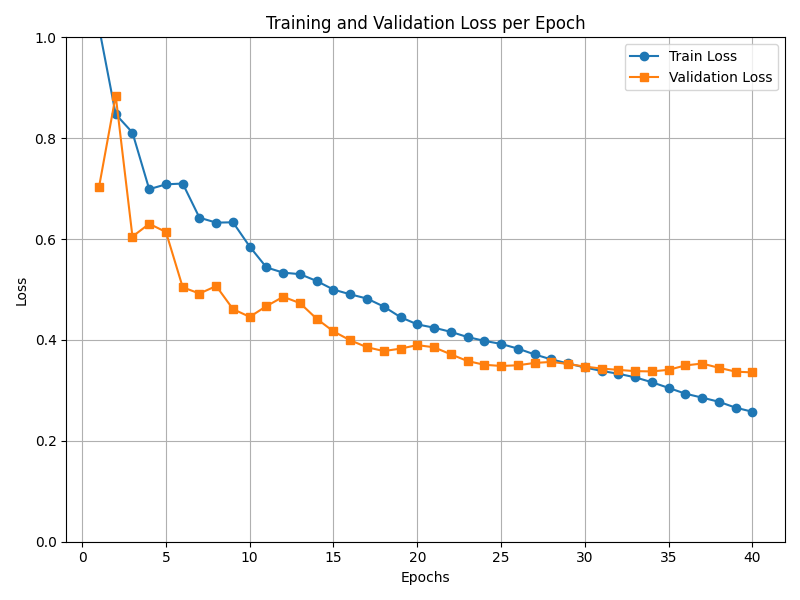 Training and Validation Loss per Epoch
1.0
Train Loss
Validation Loss
0.8
0.6
Loss
0.4
0.2
0.0
0 5 10 15 20 25 30 35 40
Epochs